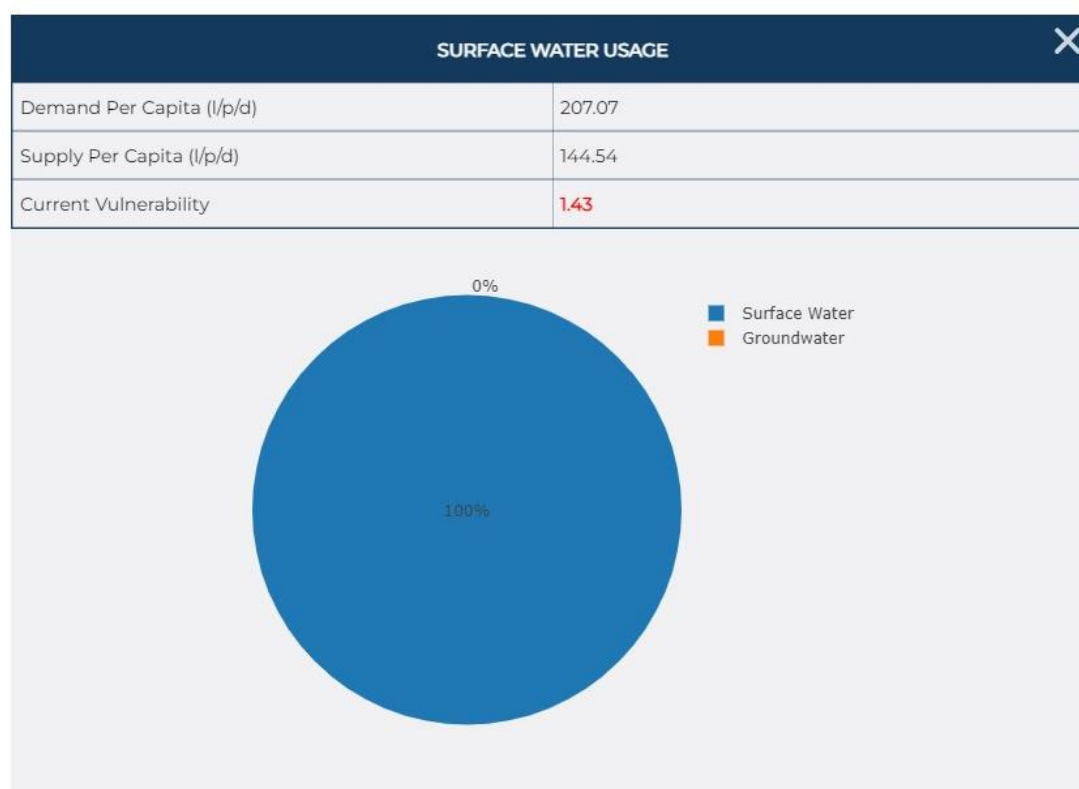 SURFACE WATER USAGE
Demand Per Capita (l/p/d) 207.07
Supply Per Capita (l/p/d) 144.54
Current Vulnerability 1.43
0%
Surface Water
Groundwater
100%